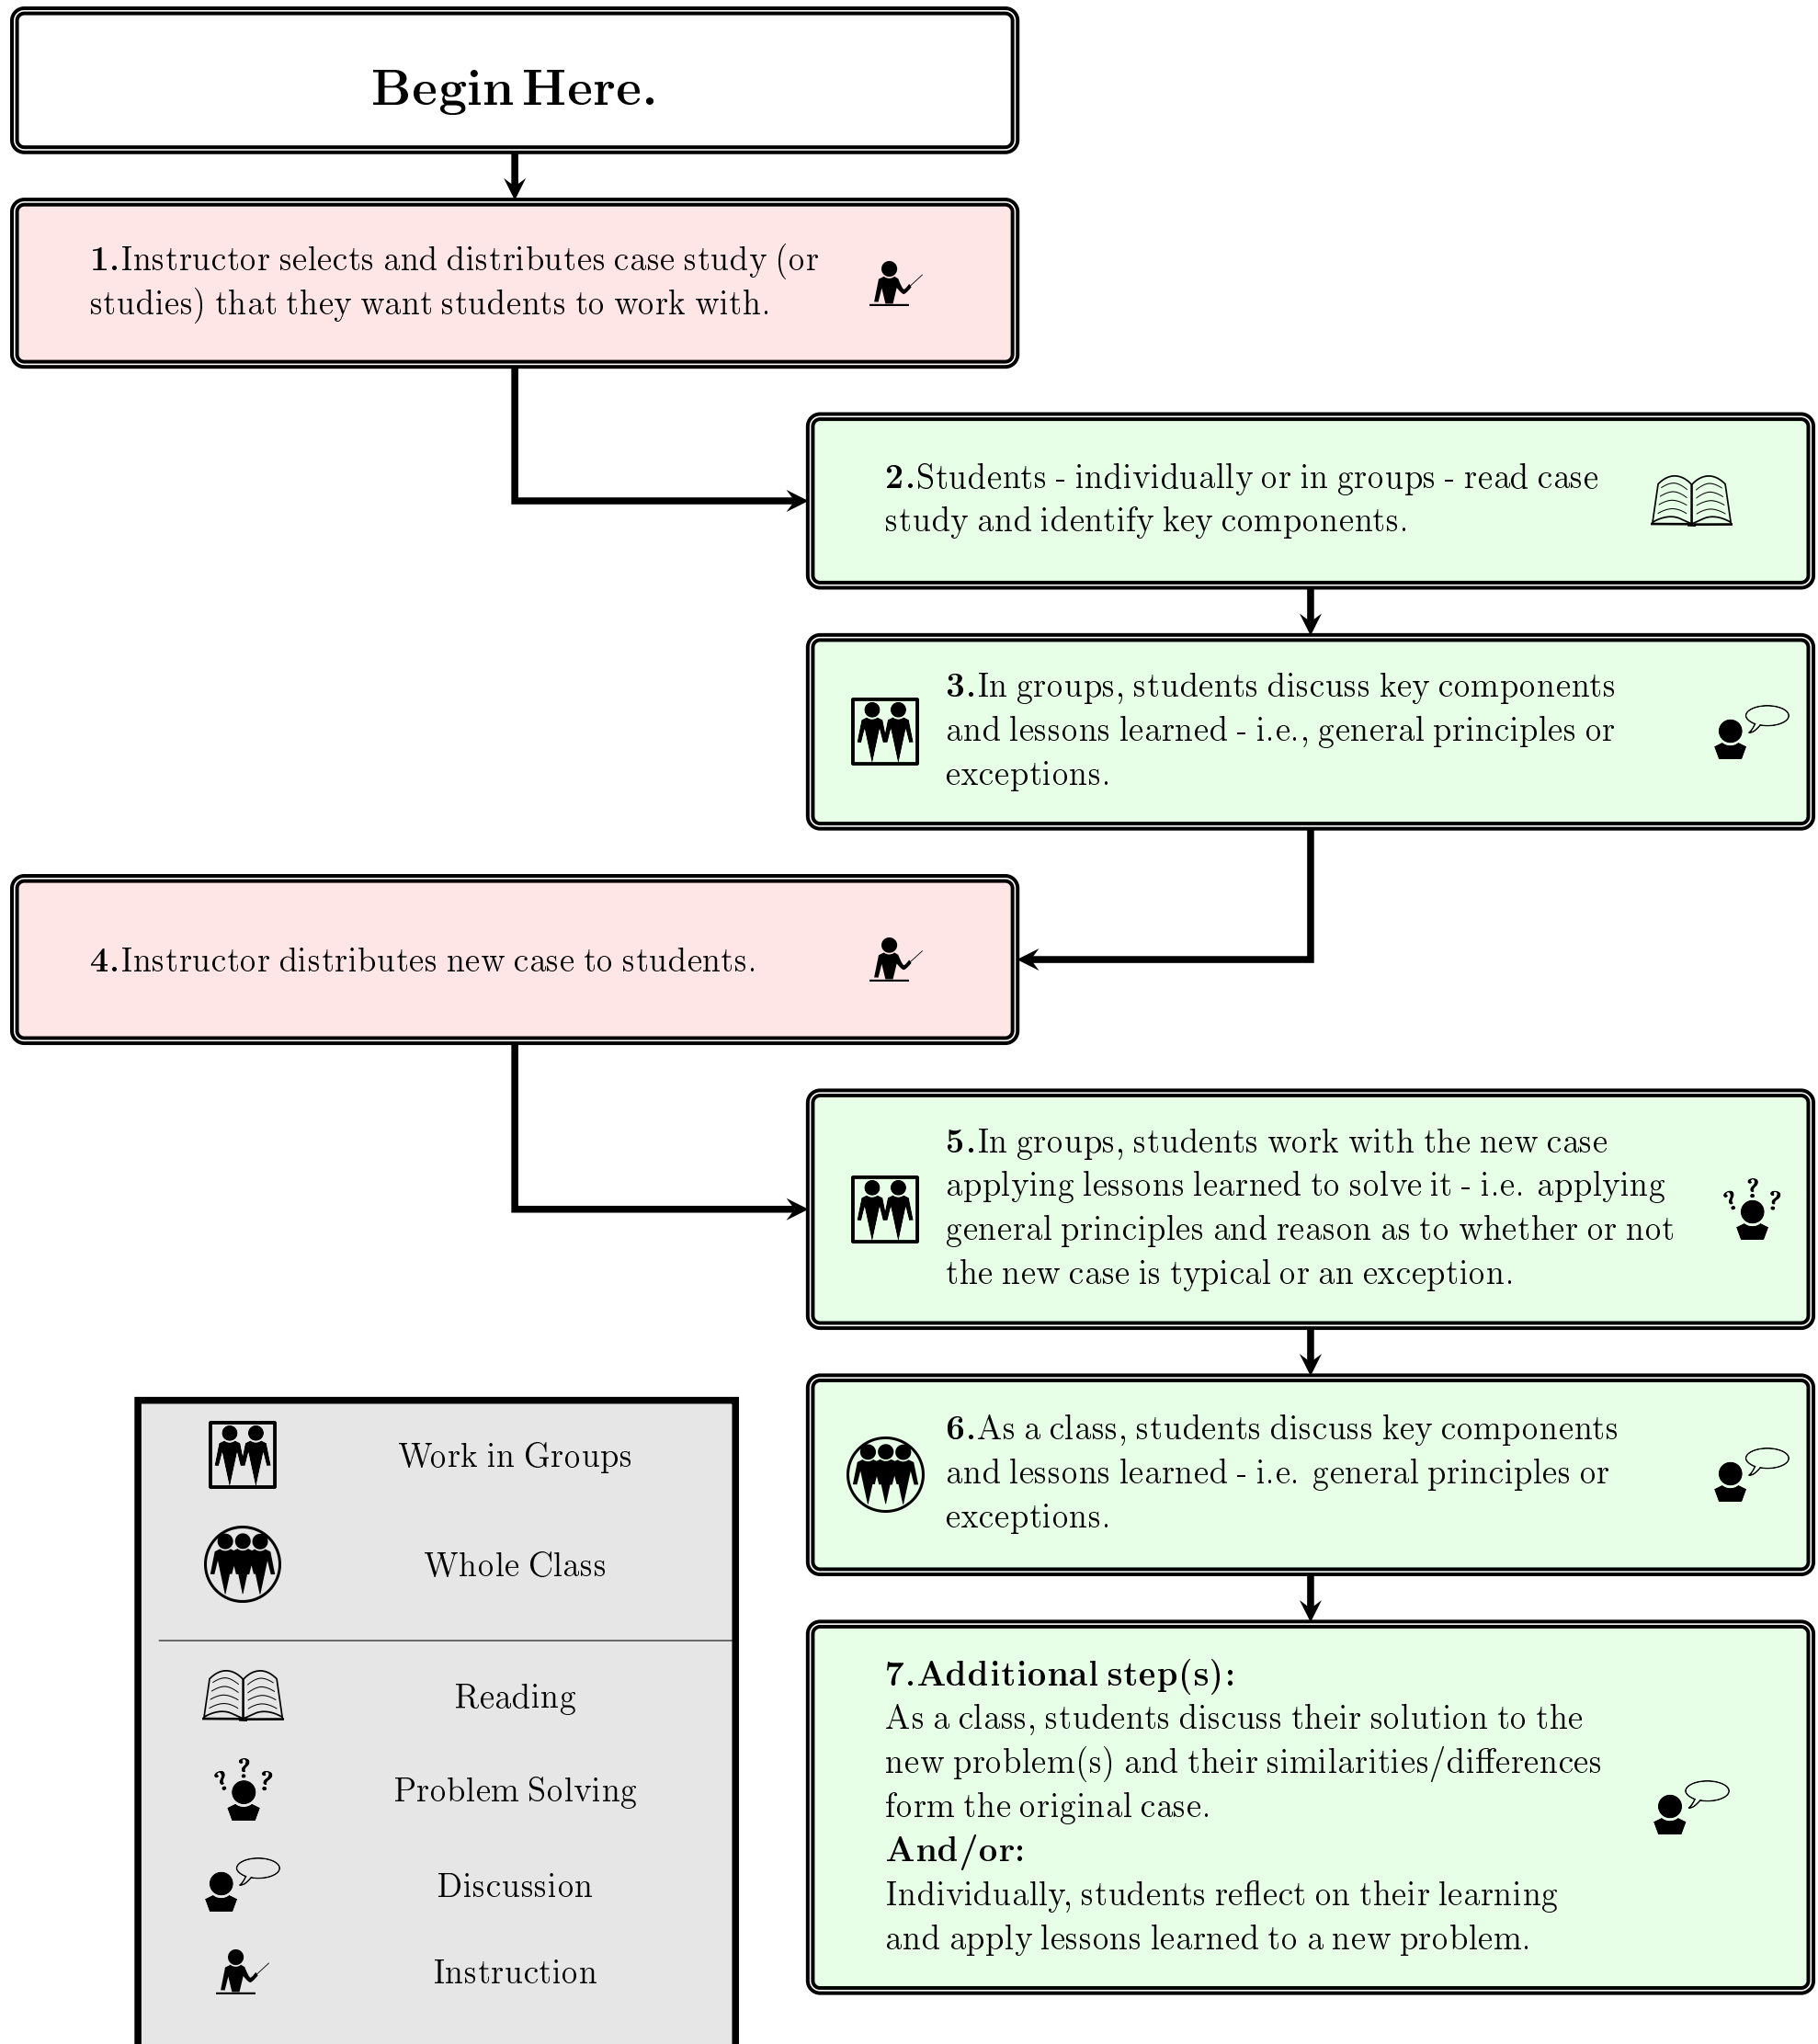 Begin Here.
1.Instructor selects and distributes case study (or
studies) that they want students to work with.
2.Students - individually or in groups - read case
study and identify key components.
3.In groups, students discuss key components
and lessons learned - i.e., general principles or
exceptions.
4.Instructor distributes new case to students.
5.In groups, students work with the new case
applying lessons learned to solve it - i.e. applying
general principles and reason as to whether or not
the new case is typical or an exception.
6.As a class, students discuss key components
and lessons learned - i.e. general principles or
exceptions.
7.Additional step(s):
As a class, students discuss their solution to the
new problem(s) and their similarities/differences
form the original case.
And/or:
Individually, students reflect on their learning
and apply lessons learned to a new problem.
Work in Groups
Whole Class
Reading
Problem Solving
Discussion
Instruction